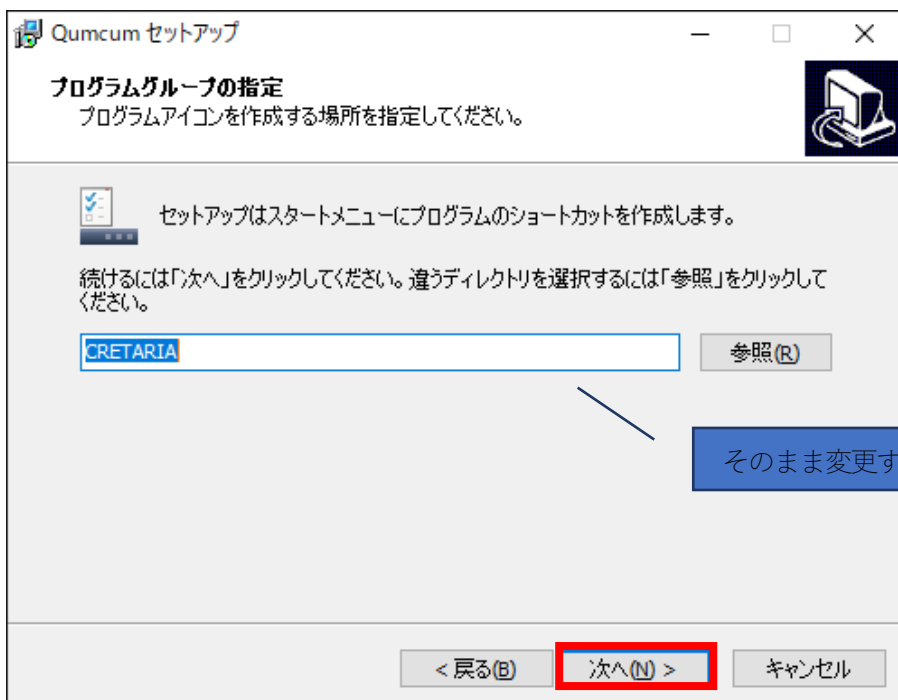 Qumcum セットアップ
プログラムグループの指定
プログラムアイコンを作成する場所を指定してください。
セットアップはスタートメニューにプログラムのショートカットを作成します。
続けるには「次へ」をクリックしてください。違うディレクトリを選択するには「参照」をクリックして
ください。
CRETARIA
参照(R)
そのまま変更す
< 戻る(B)
次へ(N) >
キャンセル